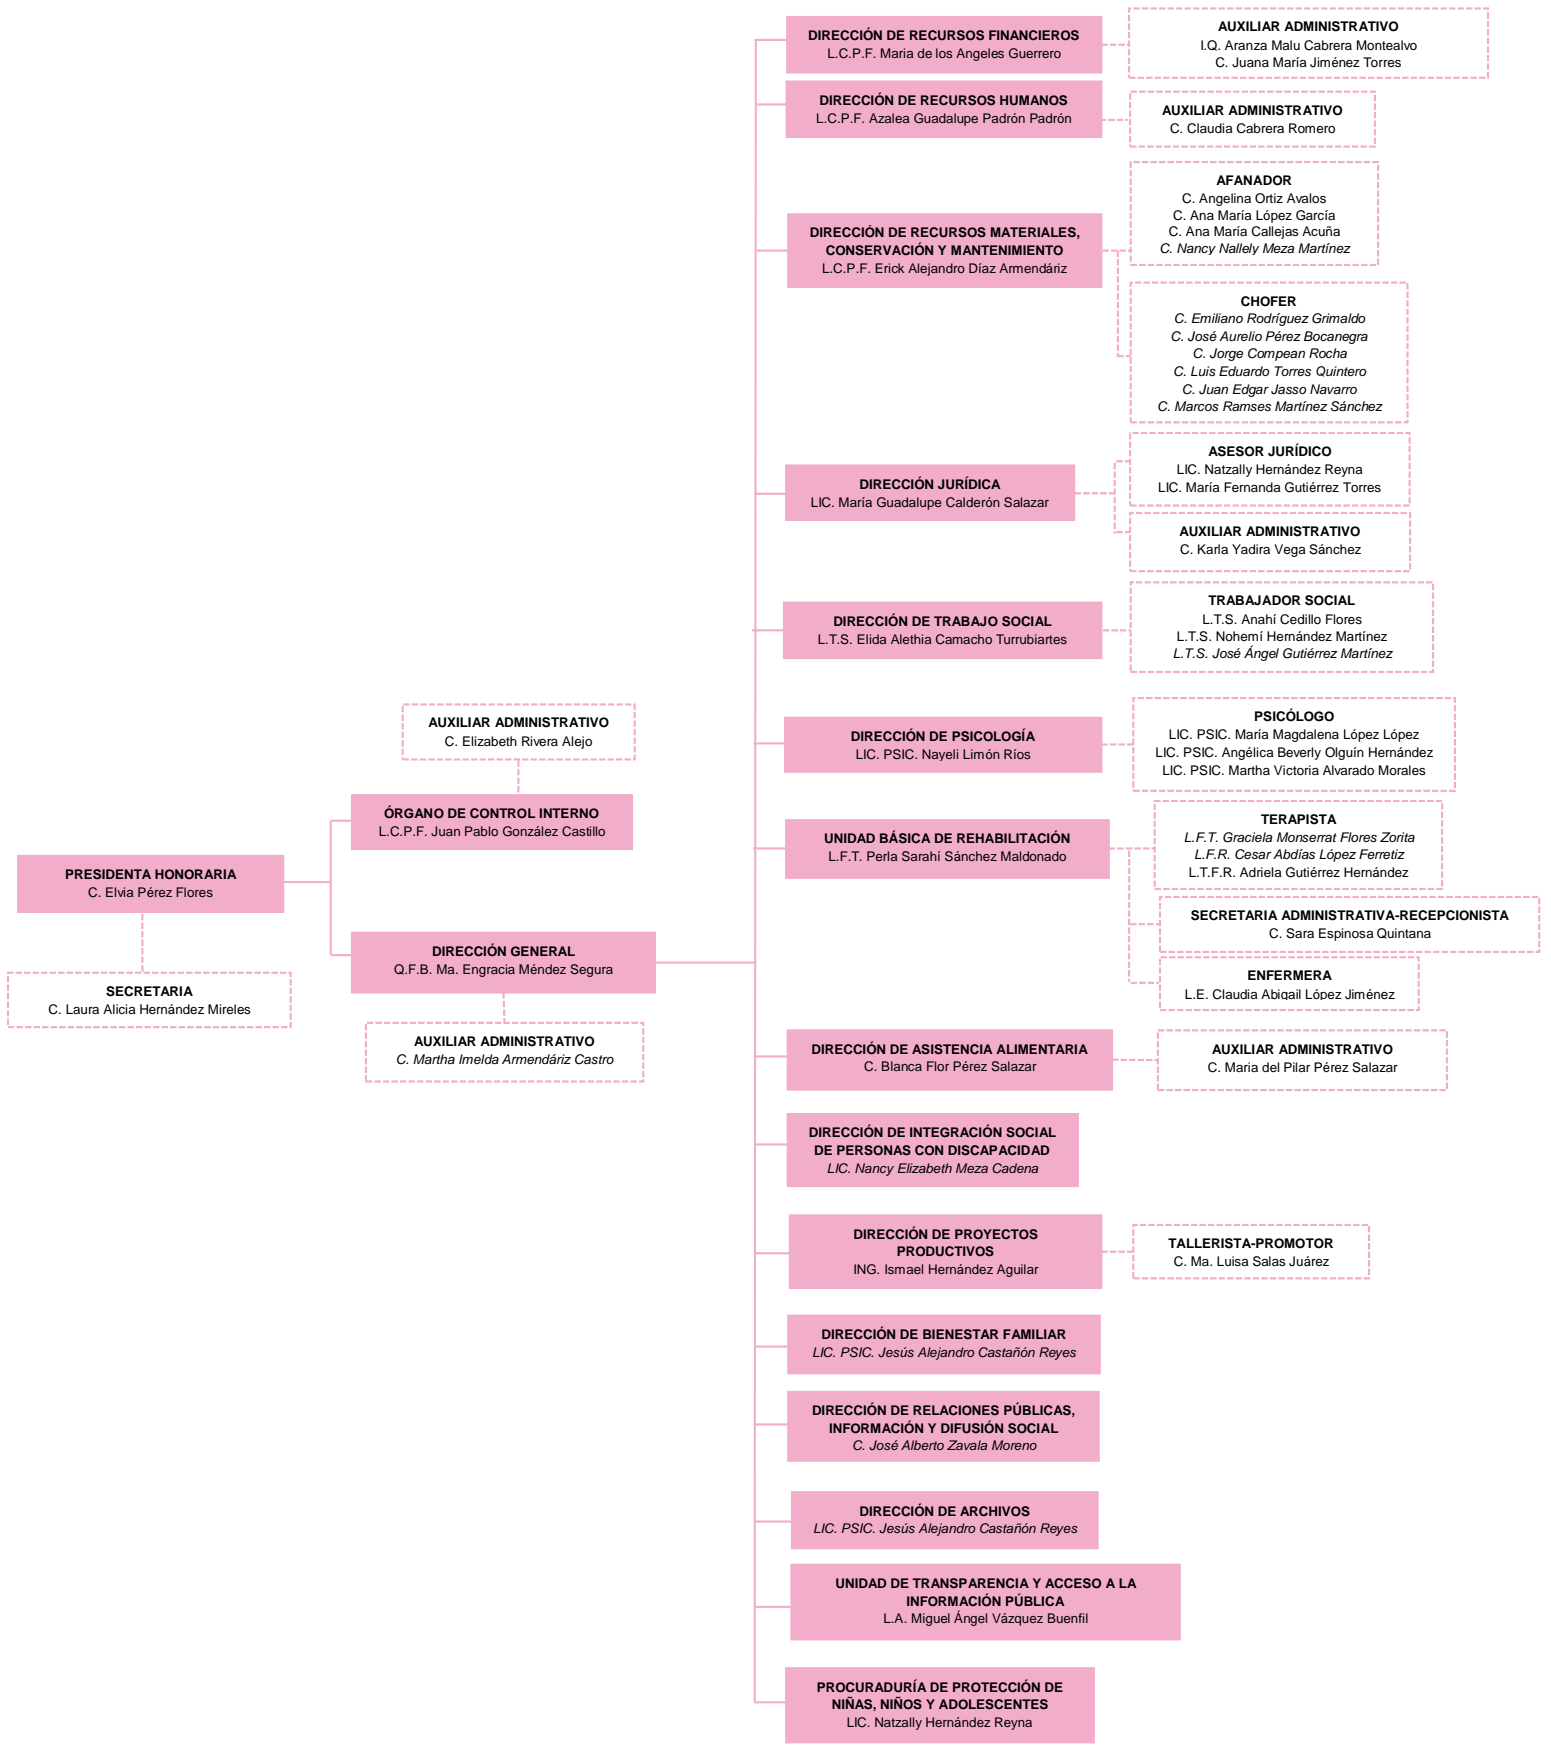 PRESIDENTA HONORARIA
C. Elvia Pérez Flores
SECRETARIA
C. Laura Alicia Hernández Mireles
AUXILIAR ADMINISTRATIVO
C. Elizabeth Rivera Alejo
ÓRGANO DE CONTROL INTERNO
L.C.P.F. Juan Pablo González Castillo
DIRECCIÓN GENERAL
Q.F.B. Ma. Engracia Méndez Segura
AUXILIAR ADMINISTRATIVO
C. Martha Imelda Armendáriz Castro
DIRECCIÓN DE RECURSOS FINANCIEROS
L.C.P.F. Maria de los Angeles Guerrero
AUXILIAR ADMINISTRATIVO
I.Q. Aranza Malu Cabrera Montealvo
C. Juana María Jiménez Torres
DIRECCIÓN DE RECURSOS HUMANOS
L.C.P.F. Azalea Guadalupe Padrón Padrón
AUXILIAR ADMINISTRATIVO
C. Claudia Cabrera Romero
DIRECCIÓN DE RECURSOS MATERIALES,
CONSERVACIÓN Y MANTENIMIENTO
L.C.P.F. Erick Alejandro Díaz Armendáriz
AFANADOR
C. Angelina Ortiz Avalos
C. Ana María López García
C. Ana María Callejas Acuña
C. Nancy Nallely Meza Martínez
CHOFER
C. Emiliano Rodríguez Grimaldo
C. José Aurelio Pérez Bocanegra
C. Jorge Compean Rocha
C. Luis Eduardo Torres Quintero
C. Juan Edgar Jasso Navarro
C. Marcos Ramses Martínez Sánchez
DIRECCIÓN JURÍDICA
LIC. María Guadalupe Calderón Salazar
ASESOR JURÍDICO
LIC. Natzally Hernández Reyna
LIC. María Fernanda Gutiérrez Torres
AUXILIAR ADMINISTRATIVO
C. Karla Yadira Vega Sánchez
DIRECCIÓN DE TRABAJO SOCIAL
L.T.S. Elida Alethia Camacho Turrubiartes
TRABAJADOR SOCIAL
L.T.S. Anahí Cedillo Flores
L.T.S. Nohemí Hernández Martínez
L.T.S. José Ángel Gutiérrez Martínez
DIRECCIÓN DE PSICOLOGÍA
LIC. PSIC. Nayeli Limón Ríos
PSICÓLOGO
LIC. PSIC. María Magdalena López López
LIC. PSIC. Angélica Beverly Olguín Hernández
LIC. PSIC. Martha Victoria Alvarado Morales
UNIDAD BÁSICA DE REHABILITACIÓN
L.F.T. Perla Sarahí Sánchez Maldonado
TERAPISTA
L.F.T. Graciela Monserrat Flores Zorita
L.F.R. Cesar Abdías López Ferretiz
L.T.F.R. Adriela Gutiérrez Hernández
SECRETARIA ADMINISTRATIVA-RECEPCIONISTA
C. Sara Espinosa Quintana
ENFERMERA
L.E. Claudia Abigail López Jiménez
DIRECCIÓN DE ASISTENCIA ALIMENTARIA
C. Blanca Flor Pérez Salazar
AUXILIAR ADMINISTRATIVO
C. Maria del Pilar Pérez Salazar
DIRECCIÓN DE INTEGRACIÓN SOCIAL
DE PERSONAS CON DISCAPACIDAD
LIC. Nancy Elizabeth Meza Cadena
DIRECCIÓN DE PROYECTOS
PRODUCTIVOS
ING. Ismael Hernández Aguilar
TALLERISTA-PROMOTOR
C. Ma. Luisa Salas Juárez
DIRECCIÓN DE BIENESTAR FAMILIAR
LIC. PSIC. Jesús Alejandro Castañón Reyes
DIRECCIÓN DE RELACIONES PÚBLICAS,
INFORMACIÓN Y DIFUSIÓN SOCIAL
C. José Alberto Zavala Moreno
DIRECCIÓN DE ARCHIVOS
LIC. PSIC. Jesús Alejandro Castañón Reyes
UNIDAD DE TRANSPARENCIA Y ACCESO A LA
INFORMACIÓN PÚBLICA
L.A. Miguel Ángel Vázquez Buenfil
PROCURADURÍA DE PROTECCIÓN DE
NIÑAS, NIÑOS Y ADOLESCENTES
LIC. Natzally Hernández Reyna